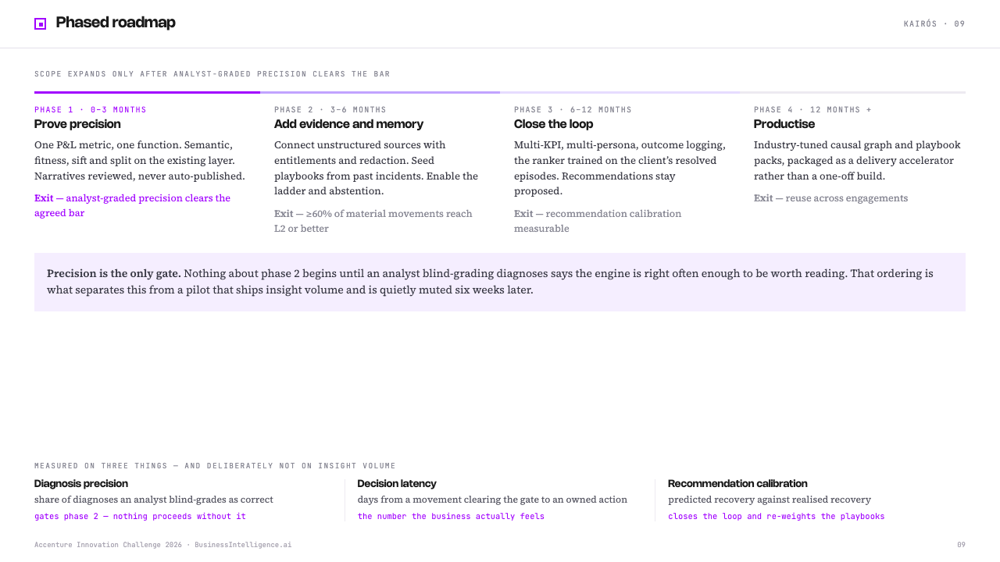 Phased roadmap
KAIRÓS · 09
SCOPE EXPANDS ONLY AFTER ANALYST-GRADED PRECISION CLEARS THE BAR
PHASE 1 · 0–3 MONTHS
Prove precision
One P&L metric, one function. Semantic,
fitness, sift and split on the existing layer.
Narratives reviewed, never auto-published.
Exit — analyst-graded precision clears the
agreed bar
PHASE 2 · 3–6 MONTHS
Add evidence and memory
Connect unstructured sources with
entitlements and redaction. Seed
playbooks from past incidents. Enable the
ladder and abstention.
Exit — ≥60% of material movements reach
L2 or better
PHASE 3 · 6–12 MONTHS
Close the loop
Multi-KPI, multi-persona, outcome logging,
the ranker trained on the client’s resolved
episodes. Recommendations stay
proposed.
Exit — recommendation calibration
measurable
PHASE 4 · 12 MONTHS +
Productise
Industry-tuned causal graph and playbook
packs, packaged as a delivery accelerator
rather than a one-off build.
Exit — reuse across engagements
Precision is the only gate. Nothing about phase 2 begins until an analyst blind-grading diagnoses says the engine is right often enough to be worth reading. That ordering is
what separates this from a pilot that ships insight volume and is quietly muted six weeks later.
MEASURED ON THREE THINGS — AND DELIBERATELY NOT ON INSIGHT VOLUME
Diagnosis precision
share of diagnoses an analyst blind-grades as correct
gates phase 2 — nothing proceeds without it
Decision latency
days from a movement clearing the gate to an owned action
the number the business actually feels
Recommendation calibration
predicted recovery against realised recovery
closes the loop and re-weights the playbooks
Accenture Innovation Challenge 2026 · BusinessIntelligence.ai
09